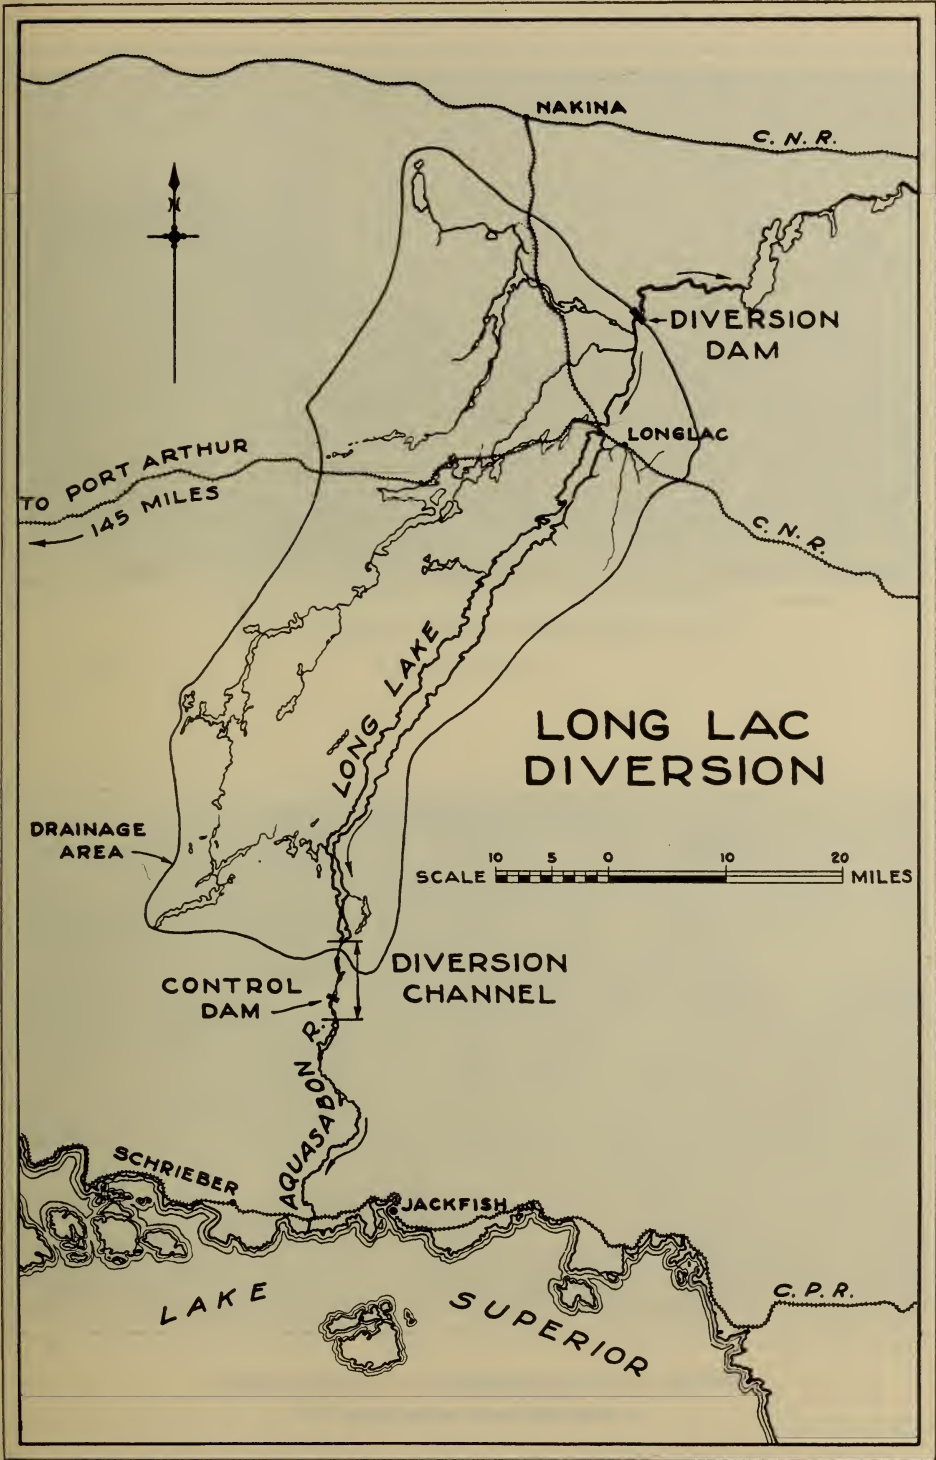 NAKINA
C. N. R.
N
DIVERSION
DAM
LONGLAC
TO PORT ARTHUR
145 MILES
C. N. R.
LONG LAKE
LONG LAC
DIVERSION
DRAINAGE
AREA
10 5 0 10 20
SCALE MILES
DIVERSION
CHANNEL
CONTROL
DAM
AQUASABON R.
SCHRIEBER
JACKFISH
C. P. R.
LAKE SUPERIOR